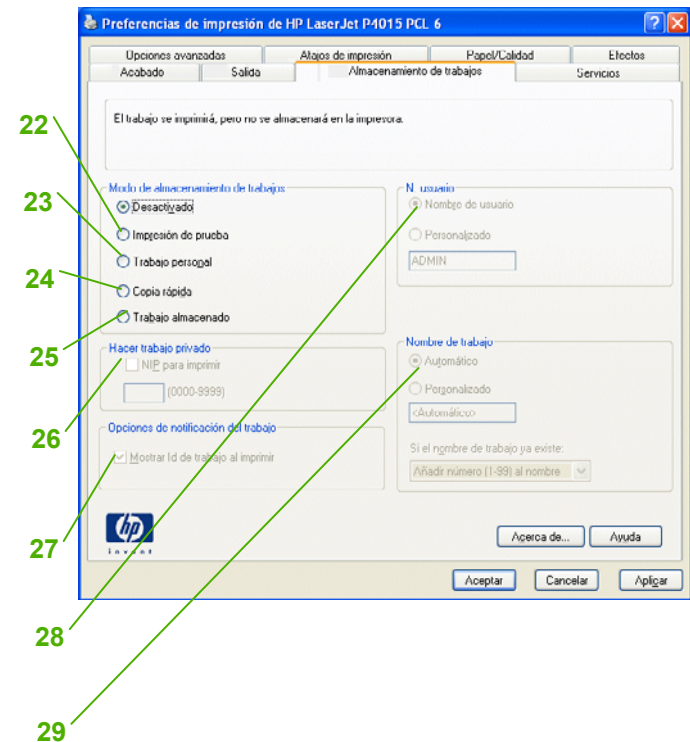 Preferencias de impresión de HP LaserJet P4015 PCL 6
Opciones avanzadas
Atajos de impresión
Papel/Calidad
Efectos
Acabado
Salida
Almacenamiento de trabajos
Servicios
El trabajo se imprimirá, pero no se almacenará en la impresora.
22
Modo de almacenamiento de trabajos
23
Desactivado
Impresión de prueba
Trabajo personal
24
Copia rápida
Trabajo almacenado
25
N. usuario
Nombre de usuario
Personalizado
ADMIN
Hacer trabajo privado
NIP para imprimir
(0000-9999)
26
Nombre de trabajo
Automático
Personalizado
<Automático>
Si el nombre de trabajo ya existe:
Añadir número (1-99) al nombre
Opciones de notificación del trabajo
Mostrar Id de trabajo al imprimir
27
hp
invent
Acerca de...
Ayuda
Aceptar
Cancelar
Aplicar
28
29